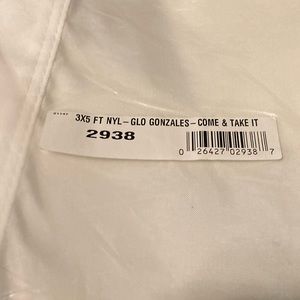 3X5 FT NYL-GLO GONZALES-COME & TAKE IT
2938
0 26427 02938 7